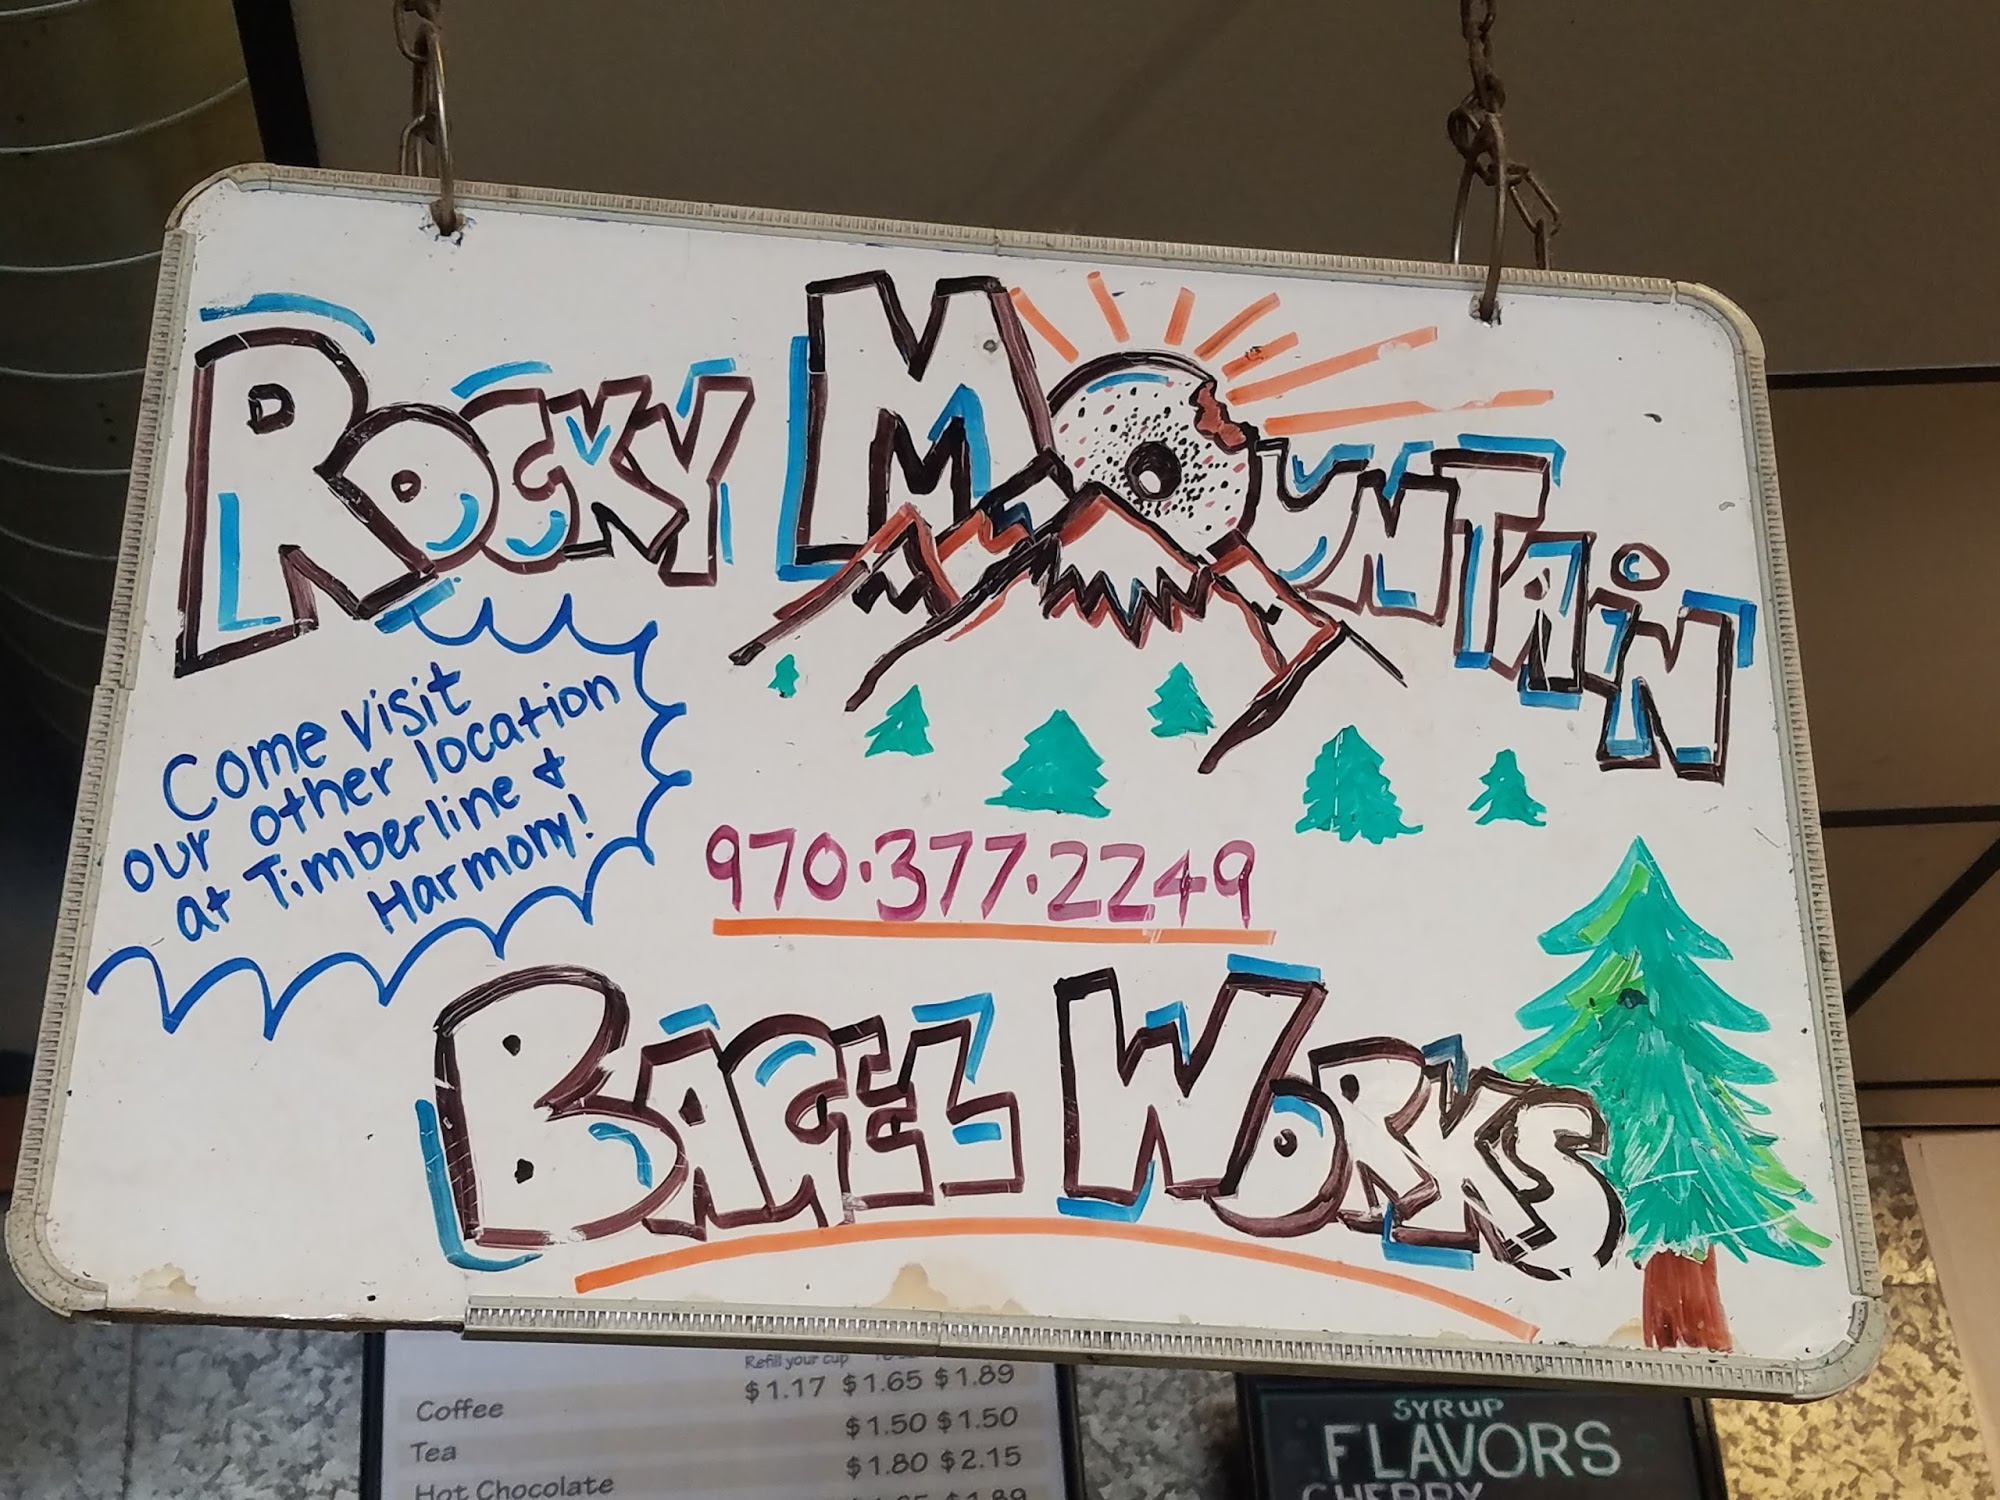 ROCKY MOUNTAiN
Come visit
our other location
at Timberline &
Harmony!
970.377.2249
BAGEL WORKS
Refill your cup
Coffee $1.17 $1.65 $1.89
Tea $1.50 $1.50
Hot Chocolate $1.80 $2.15
SYRUP
FLAVORS
CHERRY